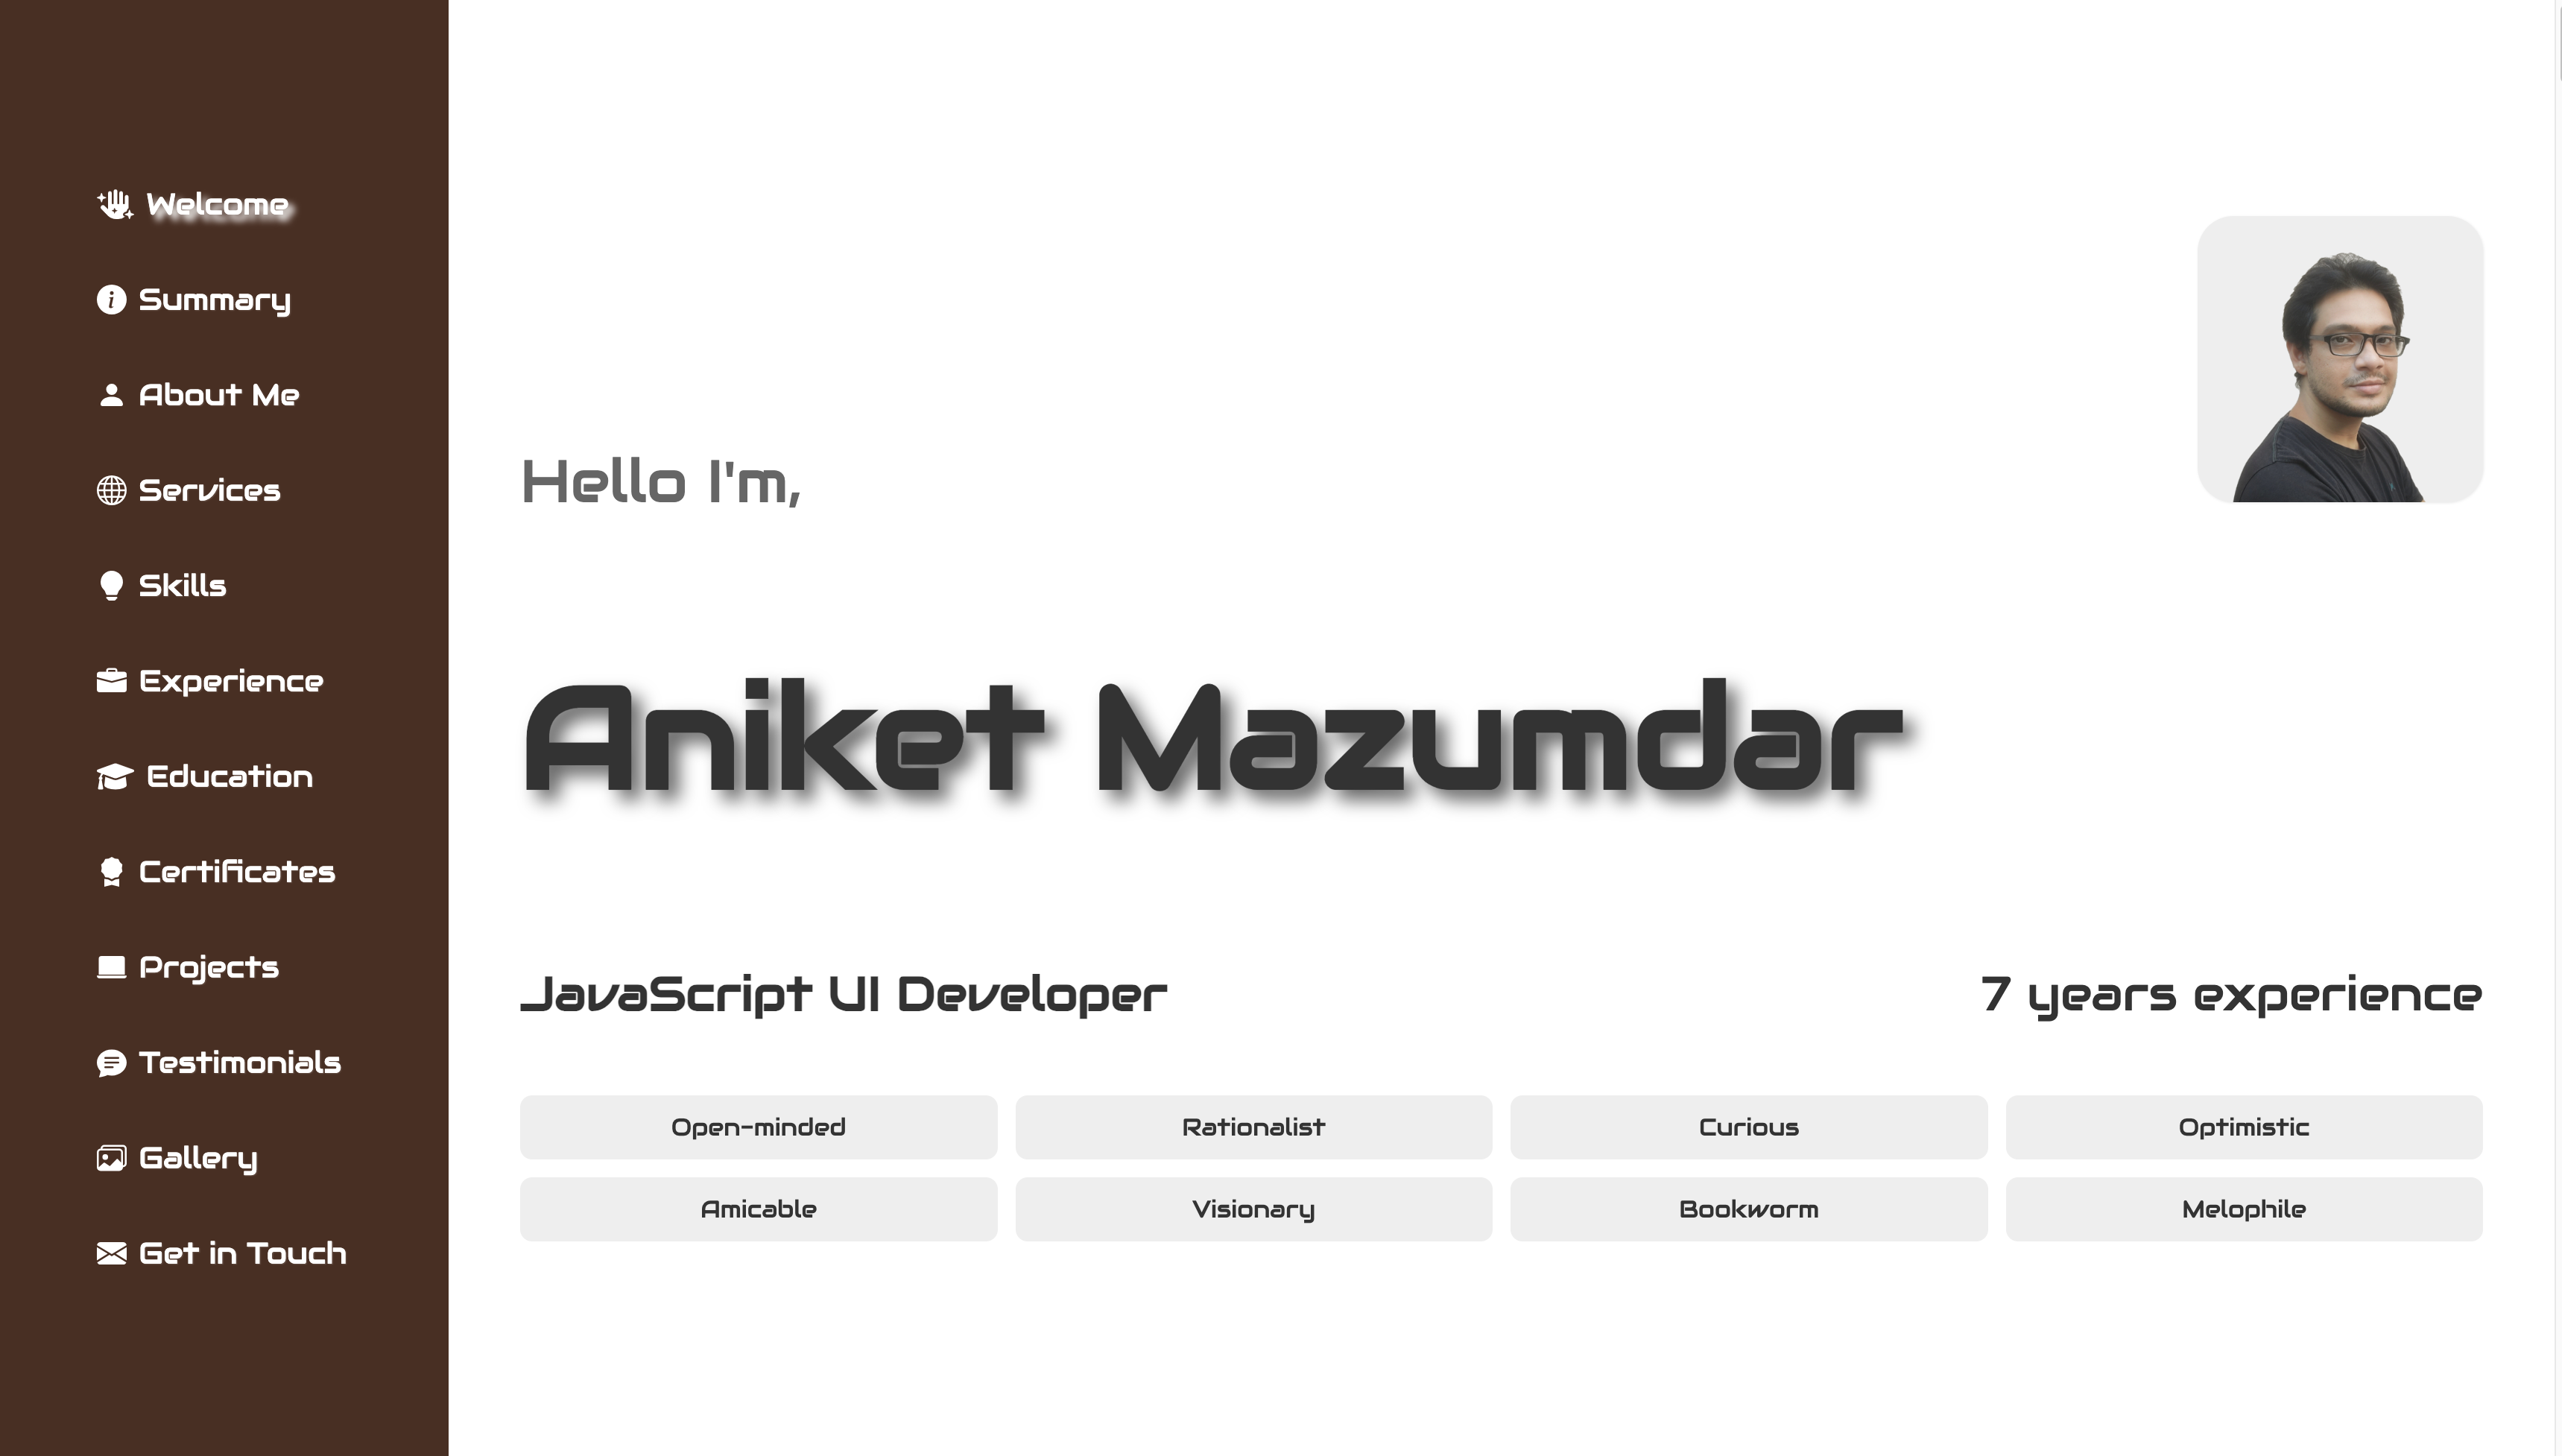 Welcome
Summary
About Me
Services
Skills
Experience
Education
Certificates
Projects
Testimonials
Gallery
Get in Touch
Hello I'm,
Aniket Mazumdar
JavaScript UI Developer
7 years experience
Open-minded
Rationalist
Curious
Optimistic
Amicable
Visionary
Bookworm
Melophile